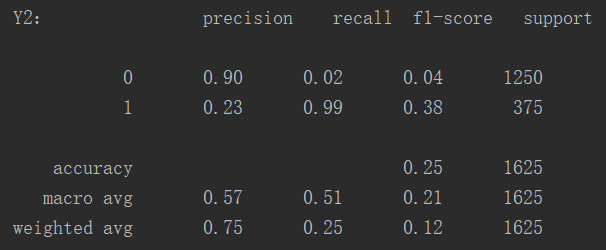 Y2: precision recall f1-score support
0 0.90 0.02 0.04 1250
1 0.23 0.99 0.38 375
accuracy 0.25 1625
macro avg 0.57 0.51 0.21 1625
weighted avg 0.75 0.25 0.12 1625